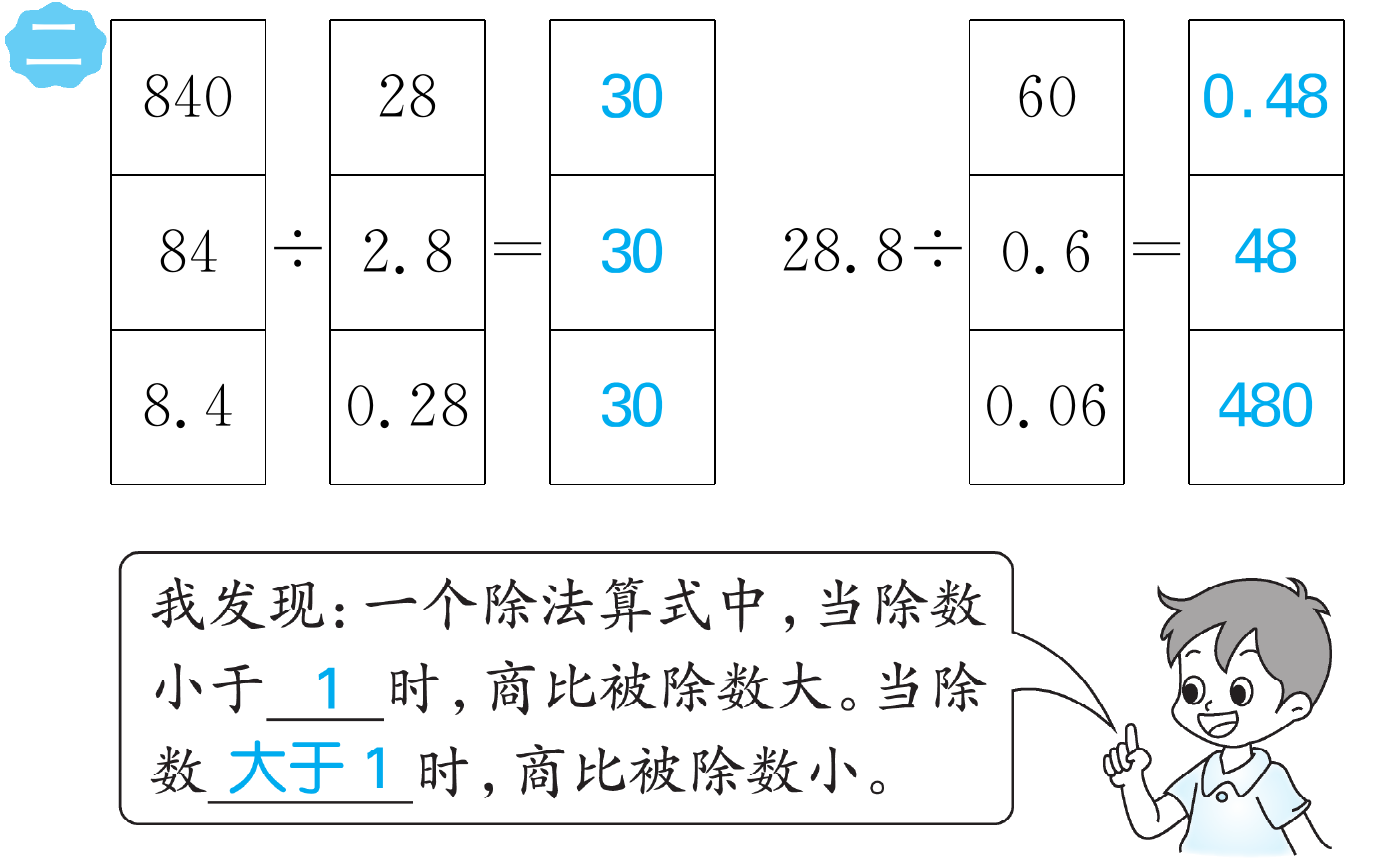 二
840 28 30 60 0.48
84 ÷ 2.8 = 30 28.8÷ 0.6 = 48
8.4 0.28 30 0.06 480
我发现:一个除法算式中,当除数
小于 1 时,商比被除数大。当除
数 大于 1 时,商比被除数小。